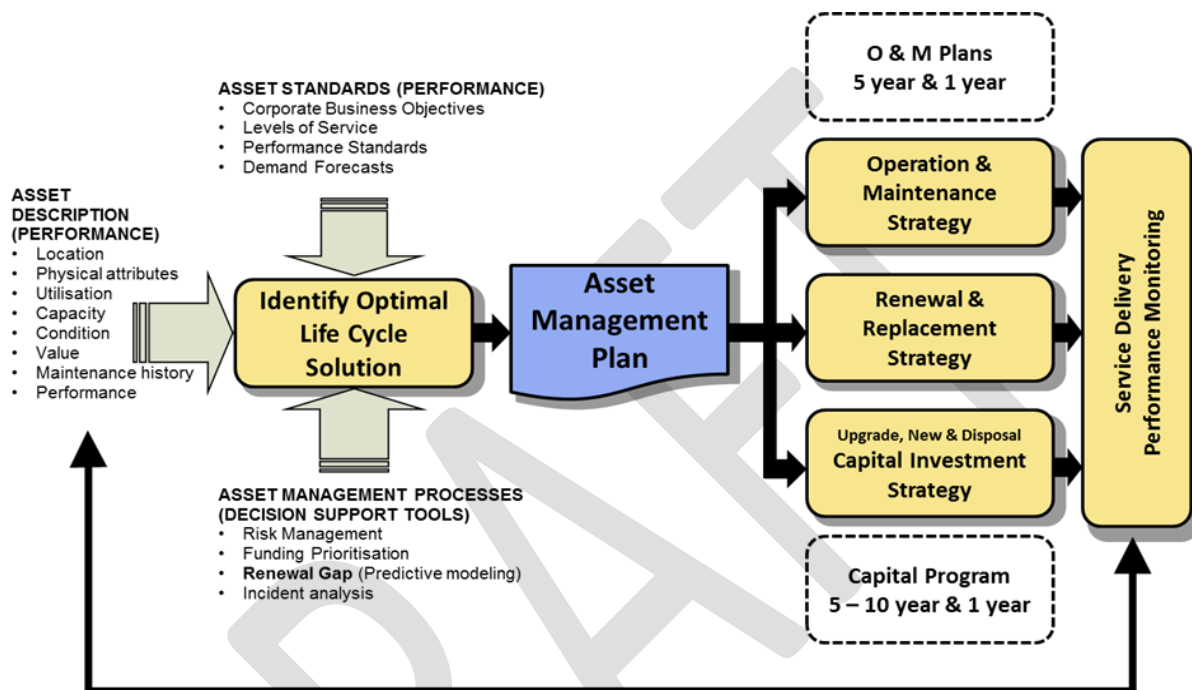 ASSET STANDARDS (PERFORMANCE)
• Corporate Business Objectives
• Levels of Service
• Performance Standards
• Demand Forecasts
ASSET
DESCRIPTION
(PERFORMANCE)
• Location
• Physical attributes
• Utilisation
• Capacity
• Condition
• Value
• Maintenance history
• Performance
Identify Optimal
Life Cycle
Solution
ASSET MANAGEMENT PROCESSES
(DECISION SUPPORT TOOLS)
• Risk Management
• Funding Prioritisation
• Renewal Gap (Predictive modeling)
• Incident analysis
Asset
Management
Plan
O & M Plans
5 year & 1 year
Operation &
Maintenance
Strategy
Renewal &
Replacement
Strategy
Upgrade, New & Disposal
Capital Investment
Strategy
Capital Program
5 – 10 year & 1 year
Service Delivery
Performance Monitoring
DRAFT